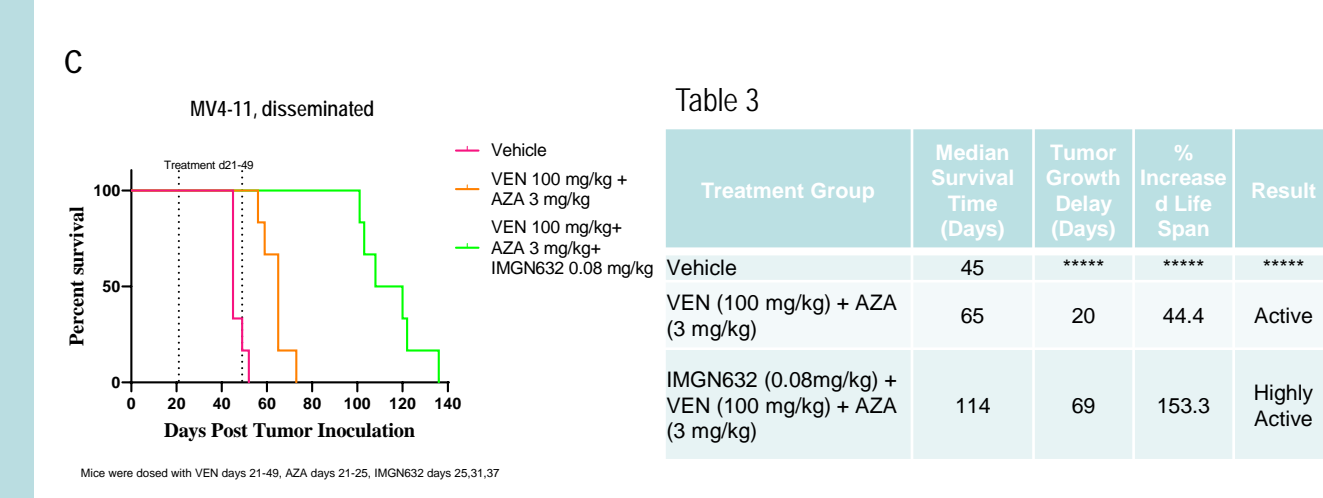 C
MV4-11, disseminated
Treatment d21-49
100
50
0
Percent survival
0 20 40 60 80 100 120 140
Days Post Tumor Inoculation
Vehicle
VEN 100 mg/kg +
AZA 3 mg/kg
VEN 100 mg/kg+
AZA 3 mg/kg+
IMGN632 0.08 mg/kg
Mice were dosed with VEN days 21-49, AZA days 21-25, IMGN632 days 25,31,37
Table 3
Treatment Group
Median
Survival
Time
(Days)
Tumor
Growth
Delay
(Days)
%
Increase
d Life
Span
Result
Vehicle 45 ***** ***** *****
VEN (100 mg/kg) + AZA
(3 mg/kg)
65 20 44.4 Active
IMGN632 (0.08mg/kg) +
VEN (100 mg/kg) + AZA
(3 mg/kg)
114 69 153.3 Highly
Active